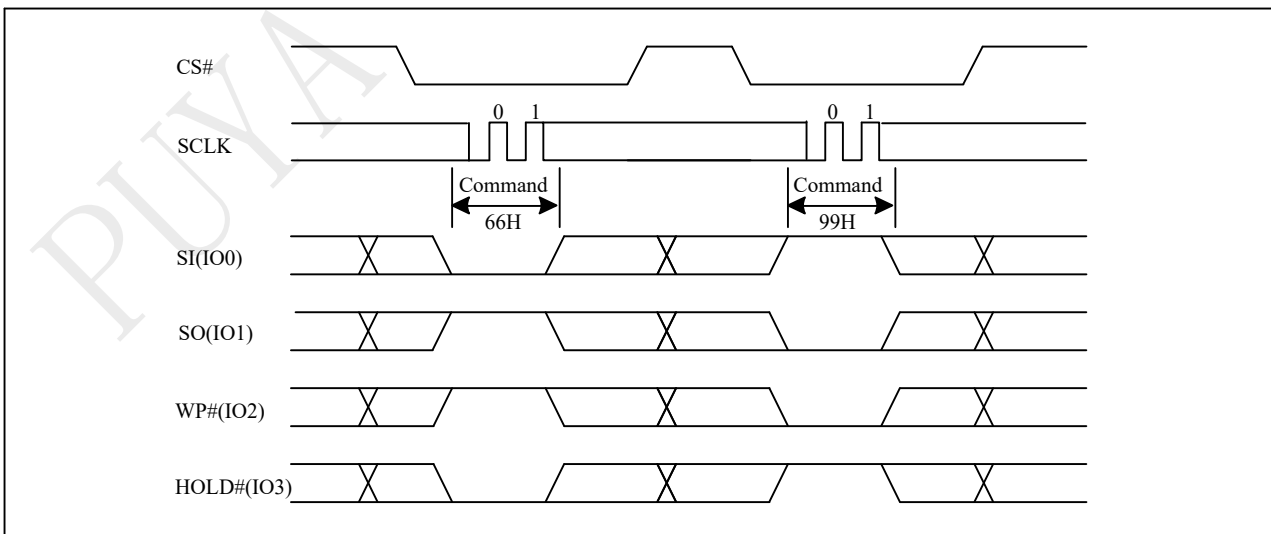 PUYA
CS#
0 1 0 1
SCLK
Command Command
66H 99H
SI(IO0)
SO(IO1)
WP#(IO2)
HOLD#(IO3)